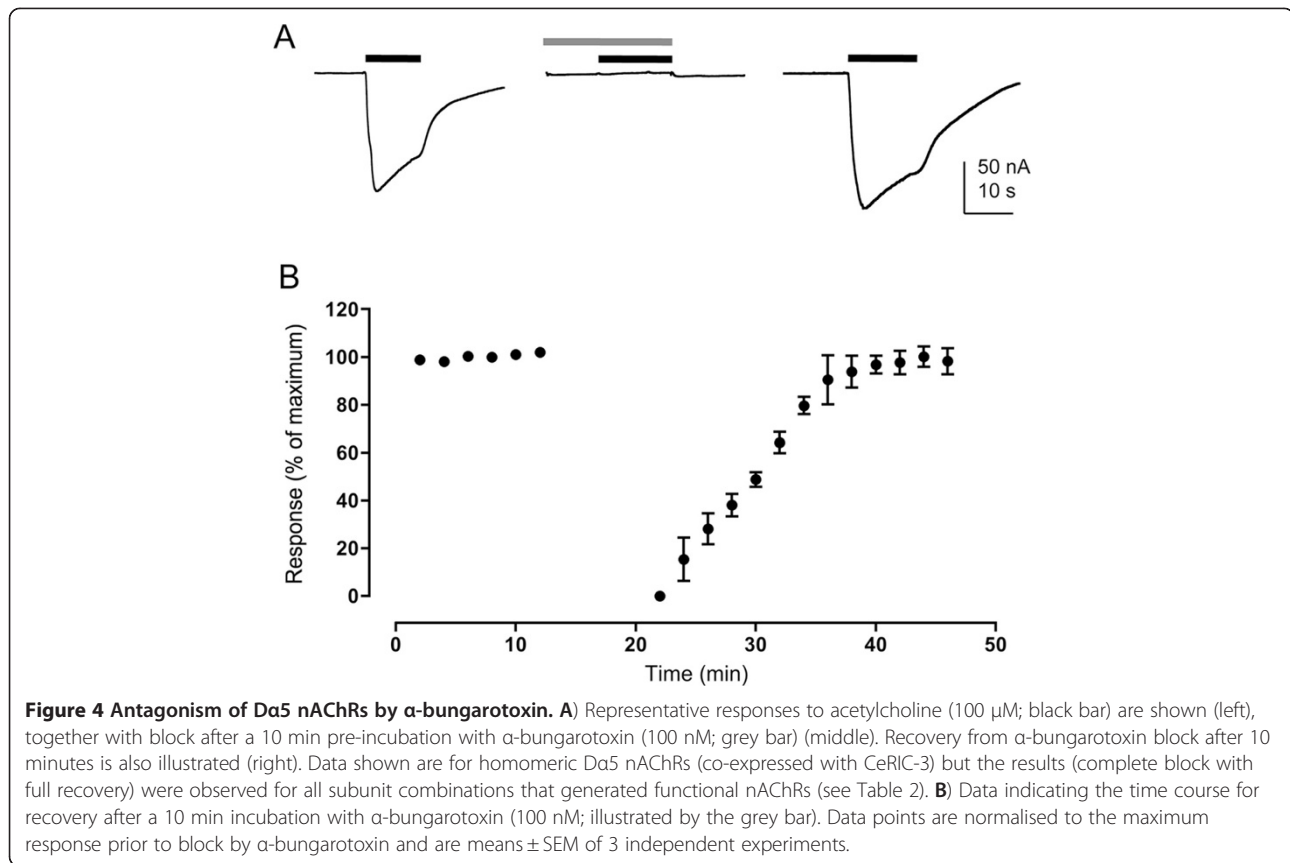 A
50 nA
10 s
B
120
100
80
60
40
20
0
Response (% of maximum)
0 10 20 30 40 50
Time (min)
Figure 4 Antagonism of Dα5 nAChRs by α-bungarotoxin. A) Representative responses to acetylcholine (100 μM; black bar) are shown (left),
together with block after a 10 min pre-incubation with α-bungarotoxin (100 nM; grey bar) (middle). Recovery from α-bungarotoxin block after 10
minutes is also illustrated (right). Data shown are for homomeric Dα5 nAChRs (co-expressed with CeRIC-3) but the results (complete block with
full recovery) were observed for all subunit combinations that generated functional nAChRs (see Table 2). B) Data indicating the time course for
recovery after a 10 min incubation with α-bungarotoxin (100 nM; illustrated by the grey bar). Data points are normalised to the maximum
response prior to block by α-bungarotoxin and are means ± SEM of 3 independent experiments.